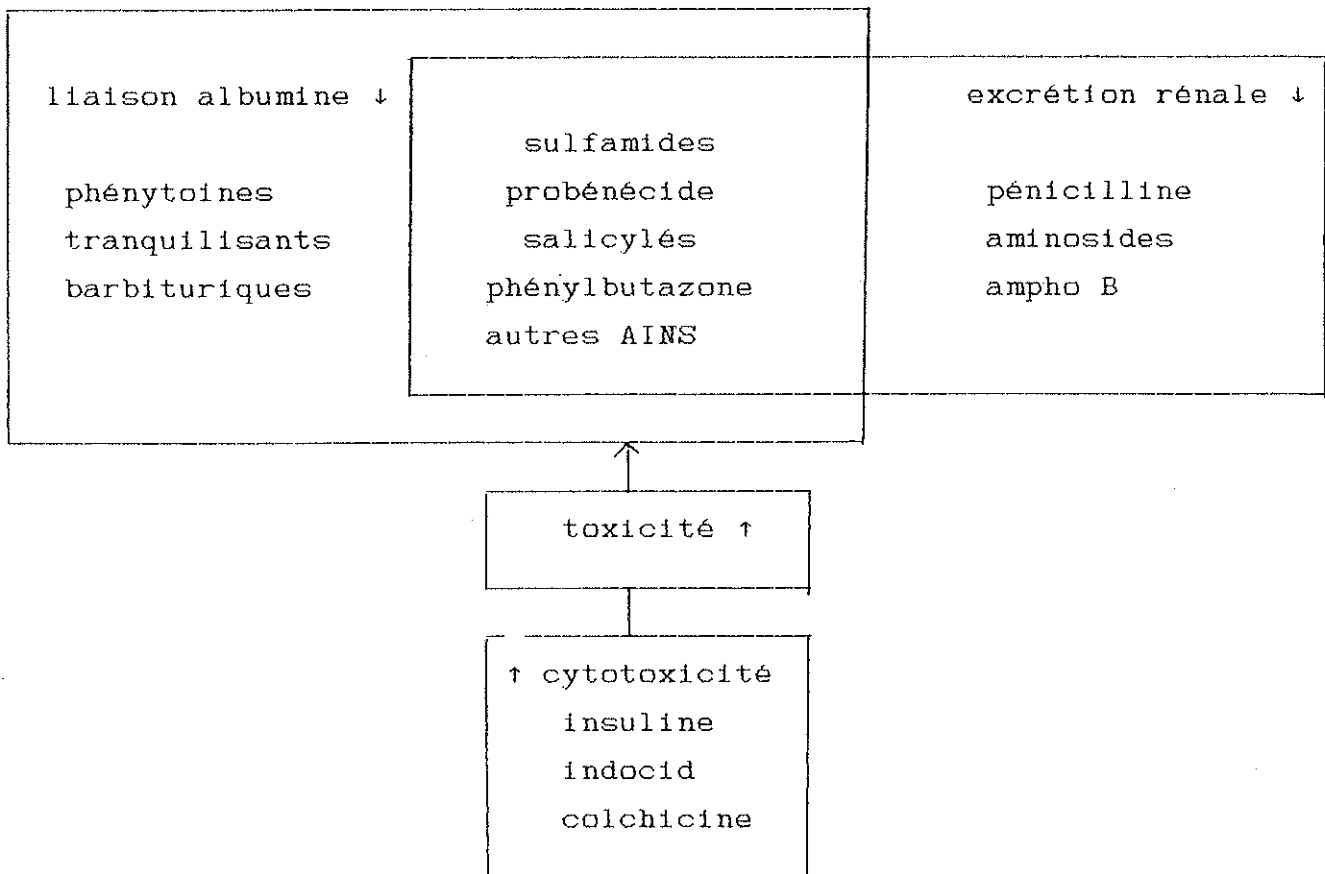 liaison albumine ↓
phénytoines
tranquilisants
barbituriques
sulfamides
probénécide
salicylés
phénylbutazone
autres AINS
excrétion rénale ↓
pénicilline
aminosides
ampho B
toxicité ↑
↑ cytotoxicité
insuline
indocid
colchicine